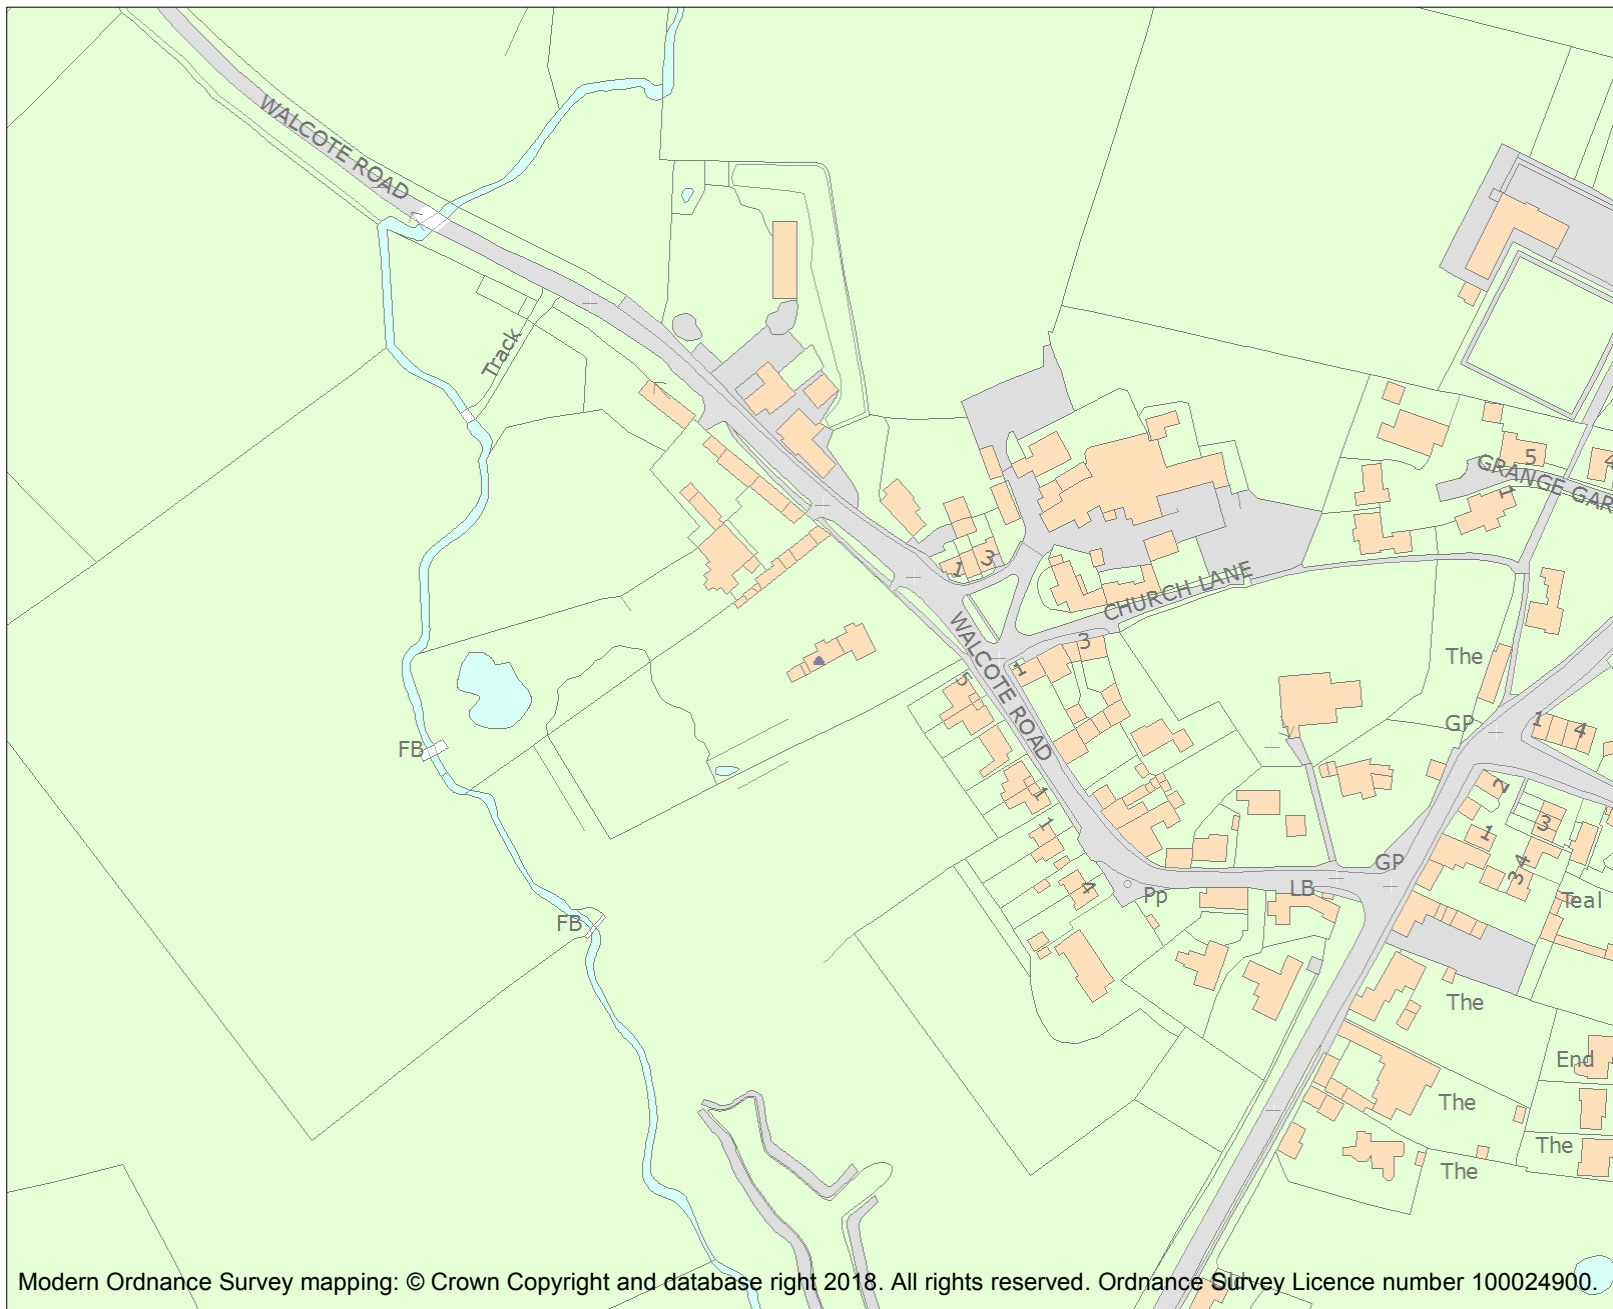 WALCOTE ROAD
Track
5
4
GRANGE GAR
1
1
3
CHURCH LANE
WALCOTE ROAD
3
1
The
5
GP
1
4
FB
2
1
1
3
1
GP
3 4
4
LB
Pp
Teal
FB
The
End
The
The
The
Modern Ordnance Survey mapping: © Crown Copyright and database right 2018. All rights reserved. Ordnance Survey Licence number 100024900.